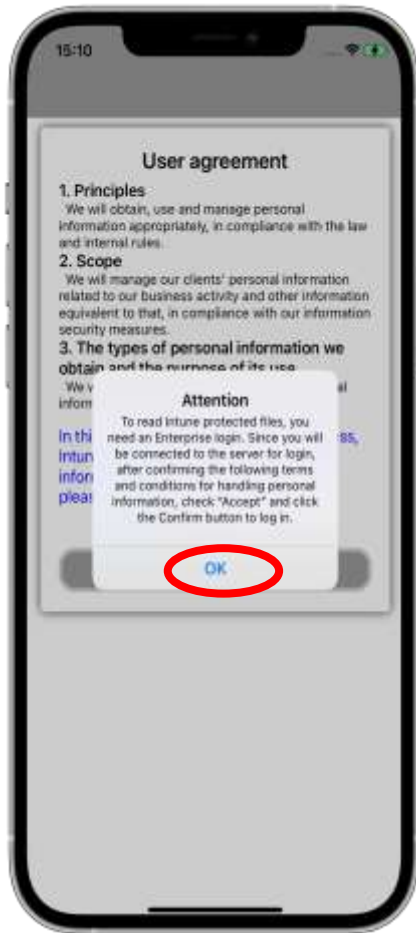 15:10
User agreement
1. Principles
We will obtain, use and manage personal
information appropriately, in compliance with the law
and internal rules.
2. Scope
We will manage our clients' personal information
related to our business activity and other information
equivalent to that, in compliance with our information
security measures.
3. The types of personal information we
obtain and the purpose of its use
Attention
To read Intune protected files, you
need an Enterprise login. Since you will
be connected to the server for login,
after confirming the following terms
and conditions for handling personal
information, check "Accept" and click
the Confirm button to log in.
In thi
OK